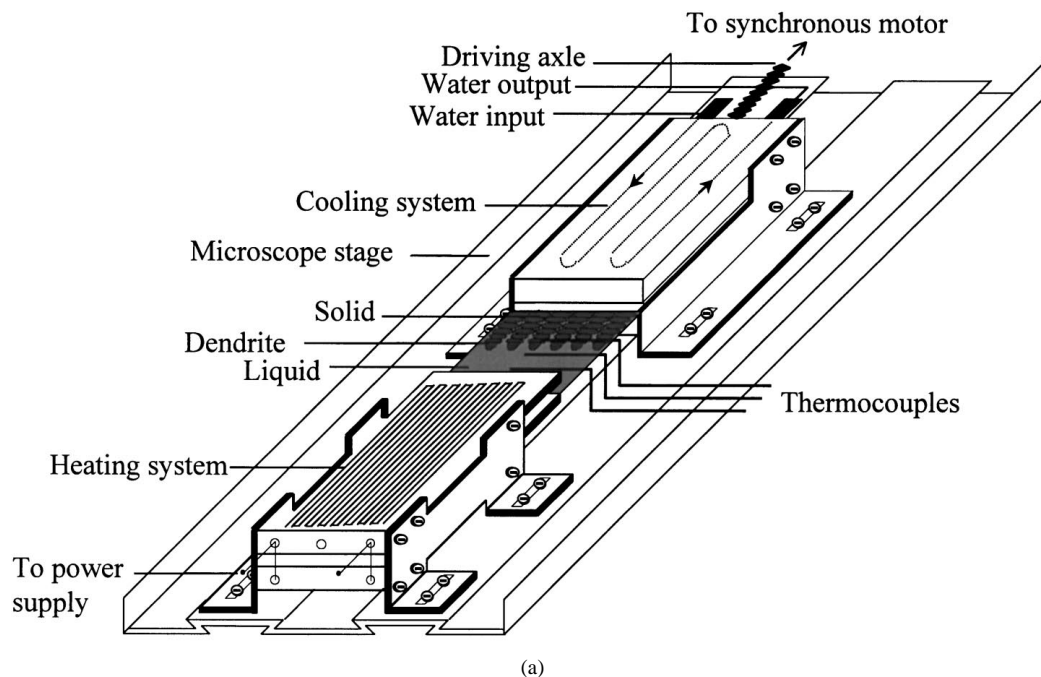 To synchronous motor
Driving axle
Water output
Water input
Cooling system
Microscope stage
Solid
Dendrite
Liquid
Thermocouples
Heating system
To power
supply
(a)